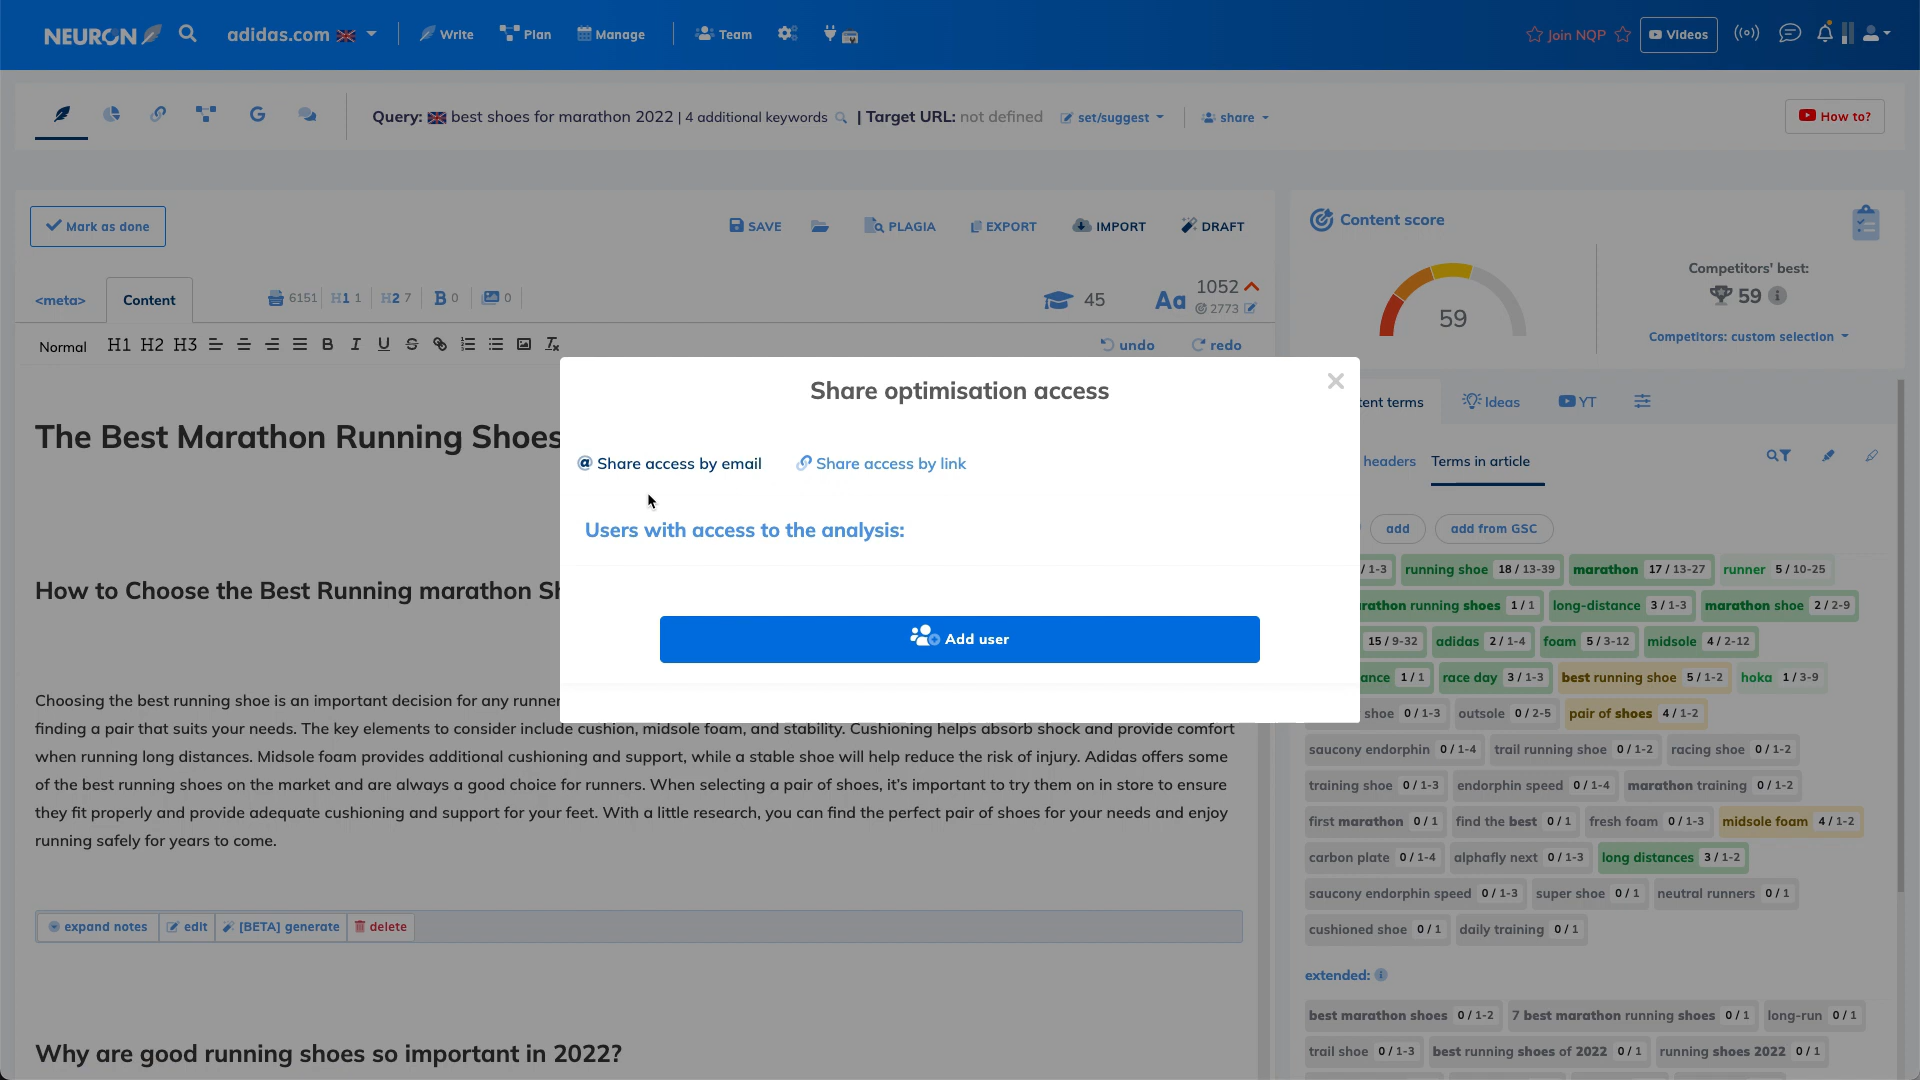 NEURON
adidas.com
Write
Plan
Manage
Team
Join NQP
Videos
Query: best shoes for marathon 2022 | 4 additional keywords | Target URL: not defined
set/suggest
share
How to?
Mark as done
SAVE
PLAGIA
EXPORT
IMPORT
DRAFT
Content score
59
Competitors' best:
59
Competitors: custom selection
<meta>
Content
6151
H1 1
H2 7
B 0
0
45
Aa
1052
2773
Normal
H1 H2 H3
B I U S
undo
redo
Share optimisation access
Share access by email
Share access by link
Users with access to the analysis:
Add user
The Best Marathon Running Shoes
How to Choose the Best Running marathon Sh
Choosing the best running shoe is an important decision for any runner
finding a pair that suits your needs. The key elements to consider include cushion, midsole foam, and stability. Cushioning helps absorb shock and provide comfort
when running long distances. Midsole foam provides additional cushioning and support, while a stable shoe will help reduce the risk of injury. Adidas offers some
of the best running shoes on the market and are always a good choice for runners. When selecting a pair of shoes, it's important to try them on in store to ensure
they fit properly and provide adequate cushioning and support for your feet. With a little research, you can find the perfect pair of shoes for your needs and enjoy
running safely for years to come.
expand notes
edit
[BETA] generate
delete
Why are good running shoes so important in 2022?
tent terms
Ideas
YT
headers
Terms in article
add
add from GSC
/ 1-3 running shoe 18 / 13-39 marathon 17 / 13-27 runner 5 / 10-25
rathon running shoes 1 / 1 long-distance 3 / 1-3 marathon shoe 2 / 2-9
15 / 9-32 adidas 2 / 1-4 foam 5 / 3-12 midsole 4 / 2-12
ance 1 / 1 race day 3 / 1-3 best running shoe 5 / 1-2 hoka 1 / 3-9
shoe 0 / 1-3 outsole 0 / 2-5 pair of shoes 4 / 1-2
saucony endorphin 0 / 1-4 trail running shoe 0 / 1-2 racing shoe 0 / 1-2
training shoe 0 / 1-3 endorphin speed 0 / 1-4 marathon training 0 / 1-2
first marathon 0 / 1 find the best 0 / 1 fresh foam 0 / 1-3 midsole foam 4 / 1-2
carbon plate 0 / 1-4 alphafly next 0 / 1-3 long distances 3 / 1-2
saucony endorphin speed 0 / 1-3 super shoe 0 / 1 neutral runners 0 / 1
cushioned shoe 0 / 1 daily training 0 / 1
extended:
best marathon shoes 0 / 1-2 7 best marathon running shoes 0 / 1 long-run 0 / 1
trail shoe 0 / 1-3 best running shoes of 2022 0 / 1 running shoes 2022 0 / 1